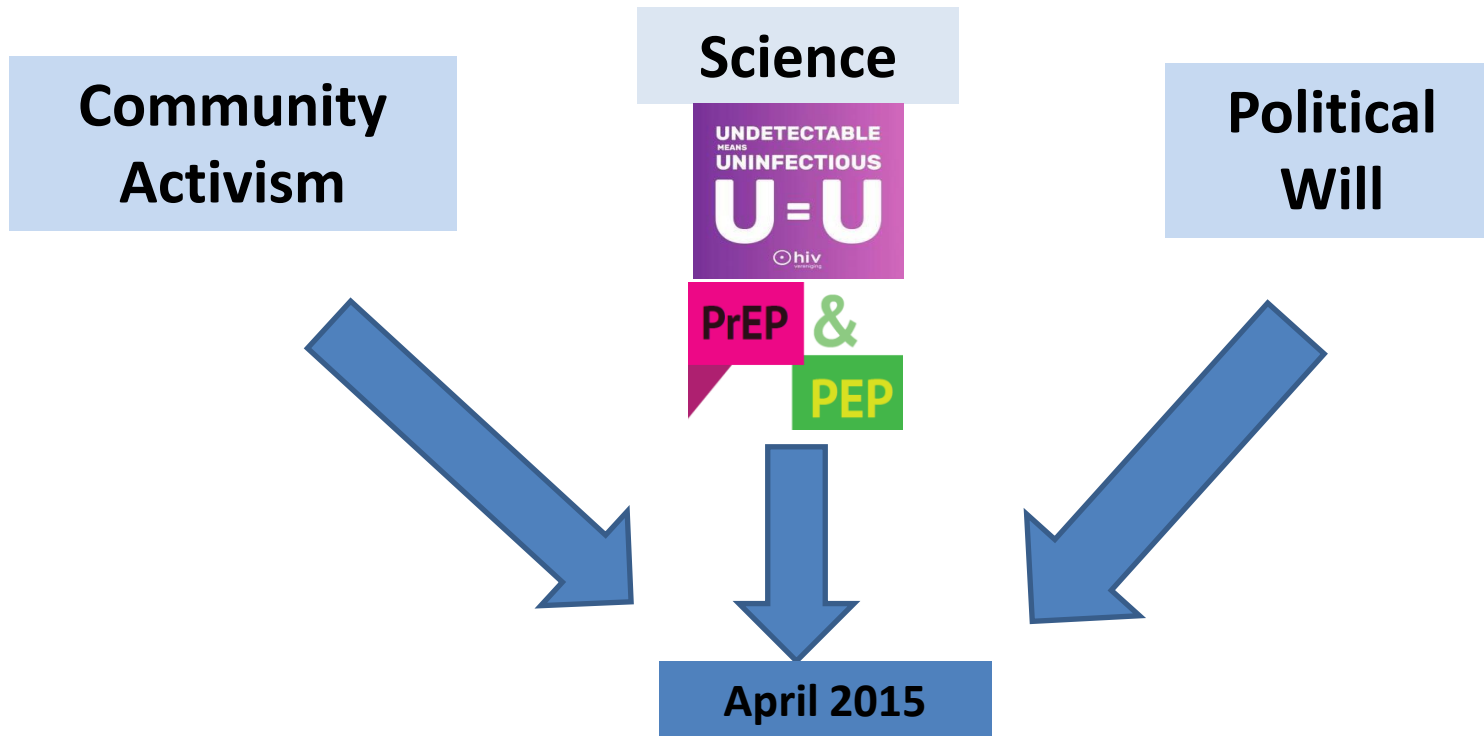 Community
Activism
Science
UNDETECTABLE
MEANS
UNINFECTIOUS
U=U
hiv
vereniging
PrEP &
PEP
Political
Will
April 2015